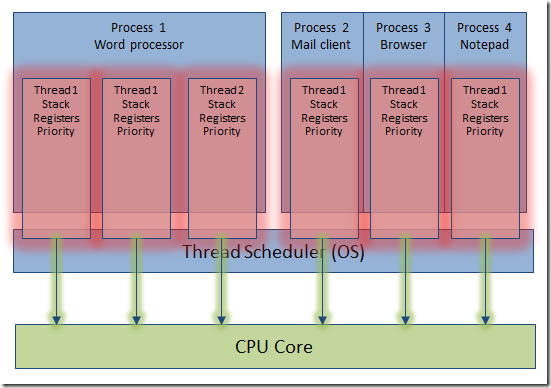 Process 1
Word processor
Process 2
Mail client
Process 3
Browser
Process 4
Notepad
Thread1
Stack
Registers
Priority
Thread1
Stack
Registers
Priority
Thread2
Stack
Registers
Priority
Thread1
Stack
Registers
Priority
Thread1
Stack
Registers
Priority
Thread1
Stack
Registers
Priority
Thread Scheduler (OS)
CPU Core